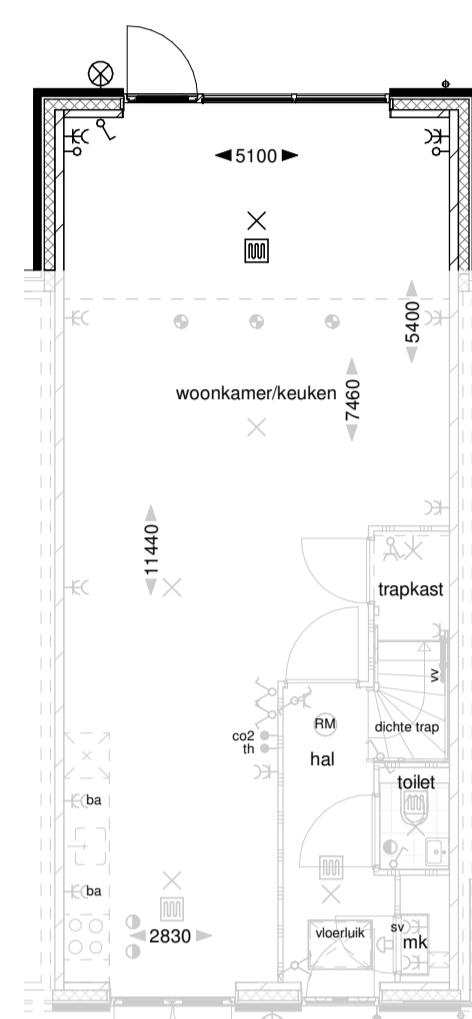 5100
5400
woonkamer/keuken
7460
11440
trapkast
vv
dichte trap
RM
co2
th
hal
toilet
ba
ba
vloerluik
sv
mk
2830